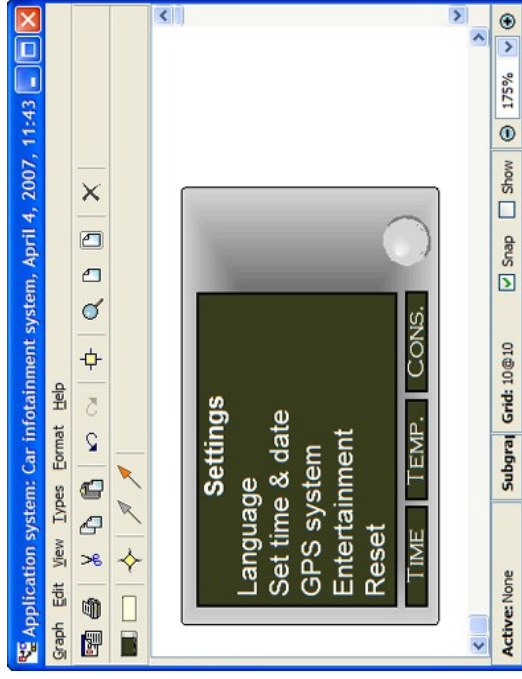 Application system: Car infotainment system, April 4, 2007, 11:43
Graph Edit View Types Format Help
Settings
Language
Set time & date
GPS system
Entertainment
Reset
TIME TEMP. CONS.
Active: None Subgrap Grid: 10@10 Snap Show 175%